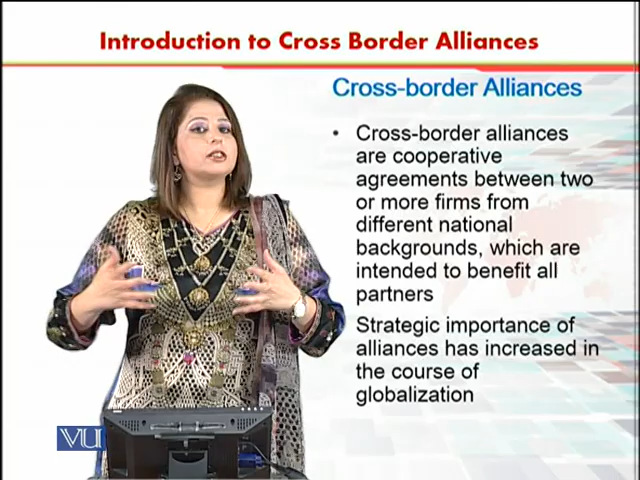 Introduction to Cross Border Alliances
Cross-border Alliances
• Cross-border alliances
are cooperative
agreements between two
or more firms from
different national
backgrounds, which are
intended to benefit all
partners
Strategic importance of
alliances has increased in
the course of
globalization
VU